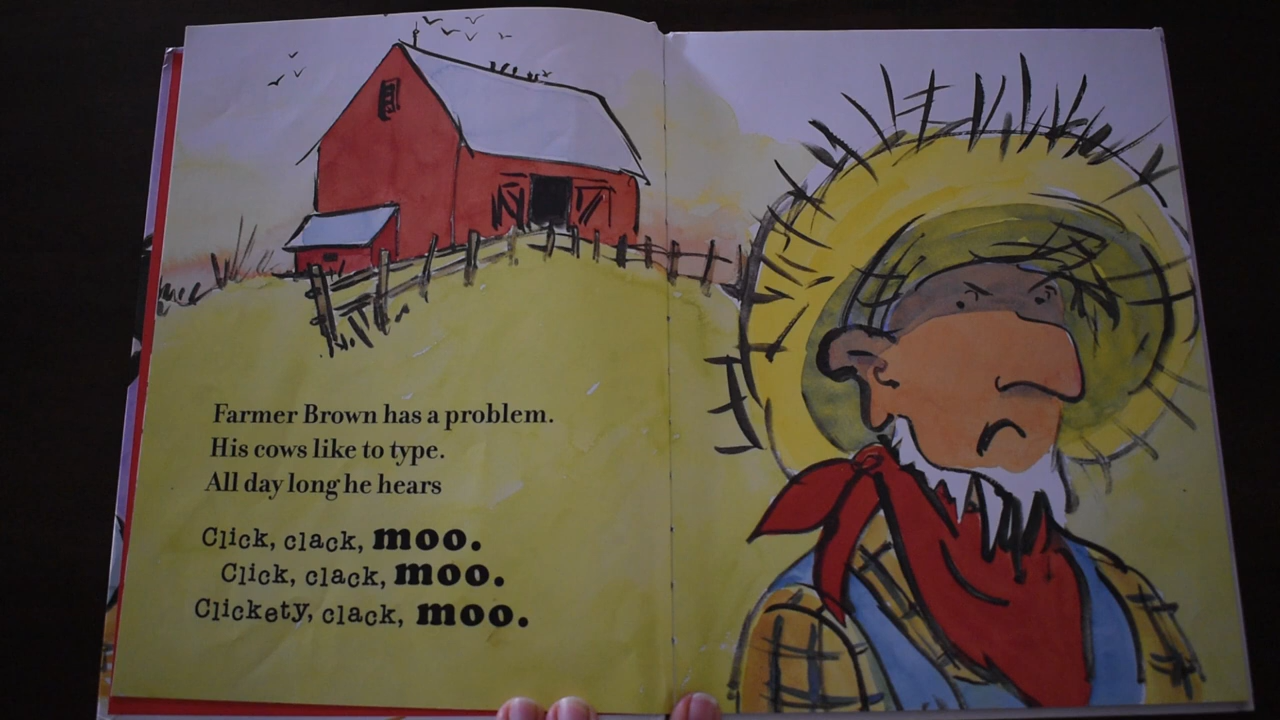 Farmer Brown has a problem.
His cows like to type.
All day long he hears
Click, clack, moo.
Click, clack, moo.
Clickety, clack, moo.